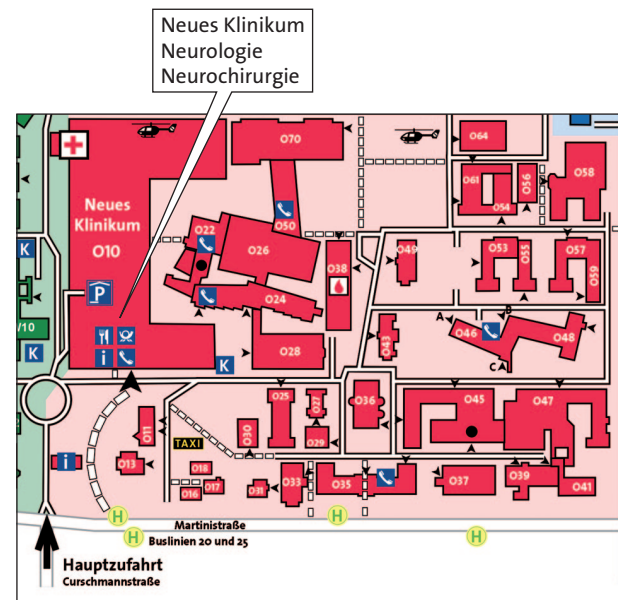 Neues Klinikum
Neurologie
Neurochirurgie
O70
O64
O61
O56
O58
O54
Neues
Klinikum
O10
O22
O50
O26
O38
O49
O53
O55
O57
O59
K
P
O24
W10
K
i
K
O28
O43
A
B
O46
O48
C
O25
O27
O36
O45
O47
O11
O30
O29
TAXI
i
O13
O18
O16
O17
O31
O33
O35
O37
O39
O41
H
H
H
H
Martinistraße
Buslinien 20 und 25
Hauptzufahrt
Curschmannstraße